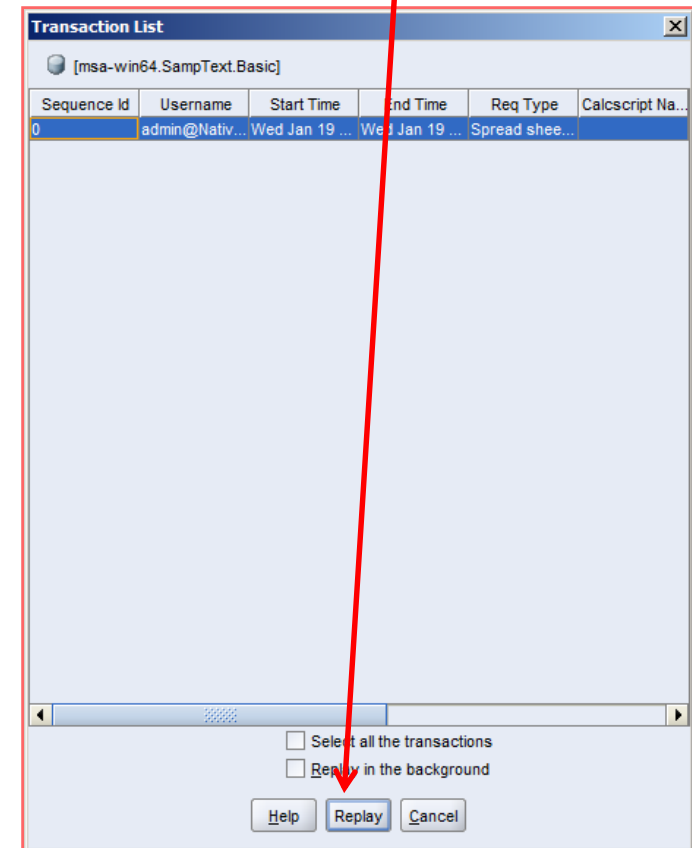 Transaction List
[msa-win64.SampText.Basic]
Sequence Id Username Start Time End Time Req Type Calcscript Na...
0 admin@Nativ... Wed Jan 19 ... Wed Jan 19 ... Spread shee...
Select all the transactions
Replay in the background
Help Replay Cancel